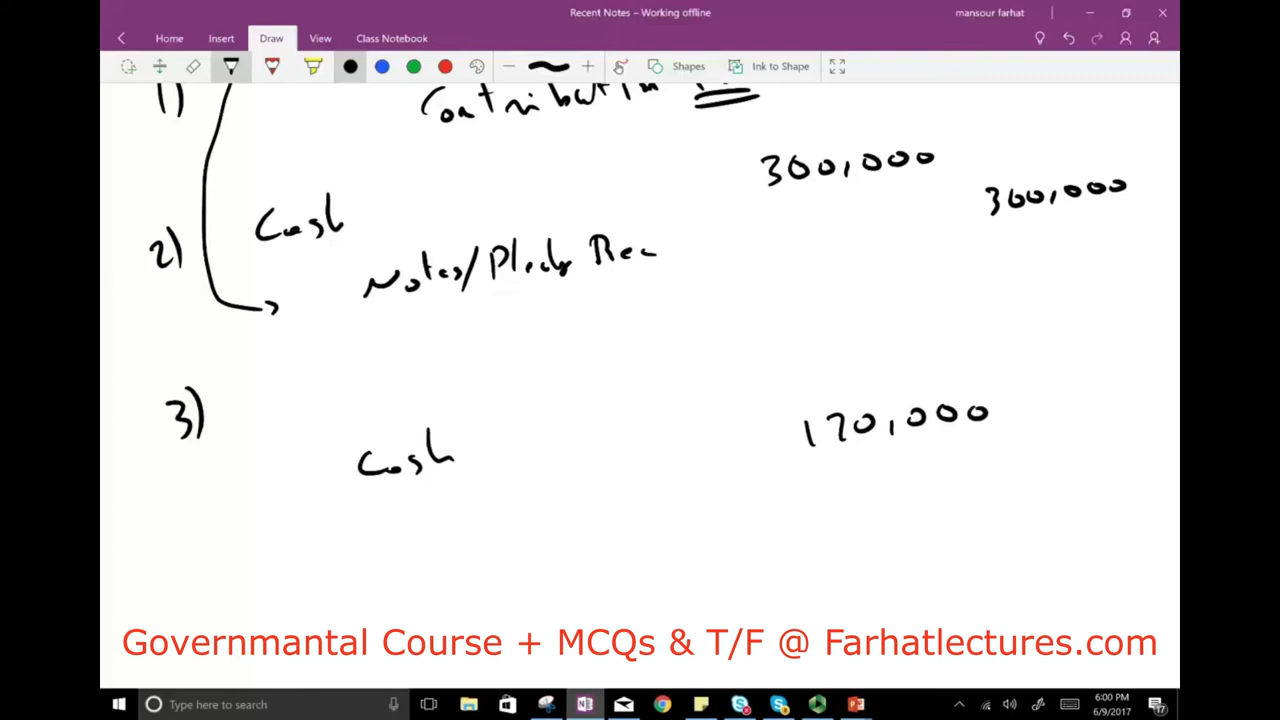 Recent Notes – Working offline
mansour farhat
Home Insert Draw View Class Notebook
Shapes Ink to Shape
1) Contribution
300,000
300,000
2) Cash
Notes/Pledge Rec
3)
Cash 170,000
Governmantal Course + MCQs & T/F @ Farhatlectures.com
Type here to search
6:00 PM
6/9/2017
17